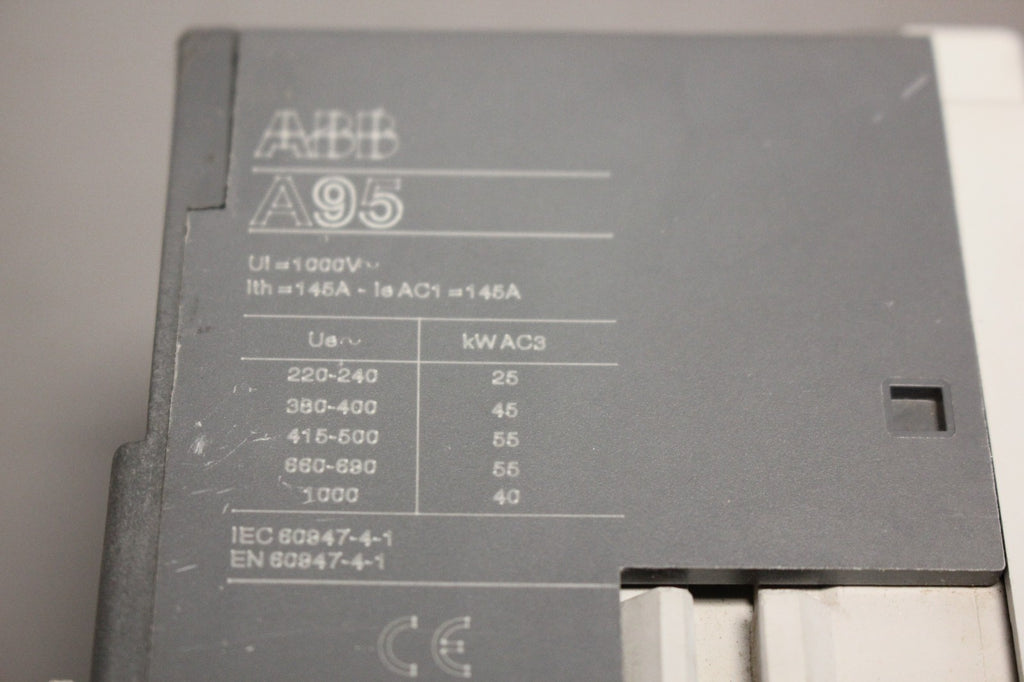 ABB
A95
Ui = 1000V~
Ith = 145A - Ie AC1 = 145A
Ue~ kW AC3
220-240 25
380-400 45
415-500 55
660-690 55
1000 40
IEC 60947-4-1
EN 60947-4-1
CE